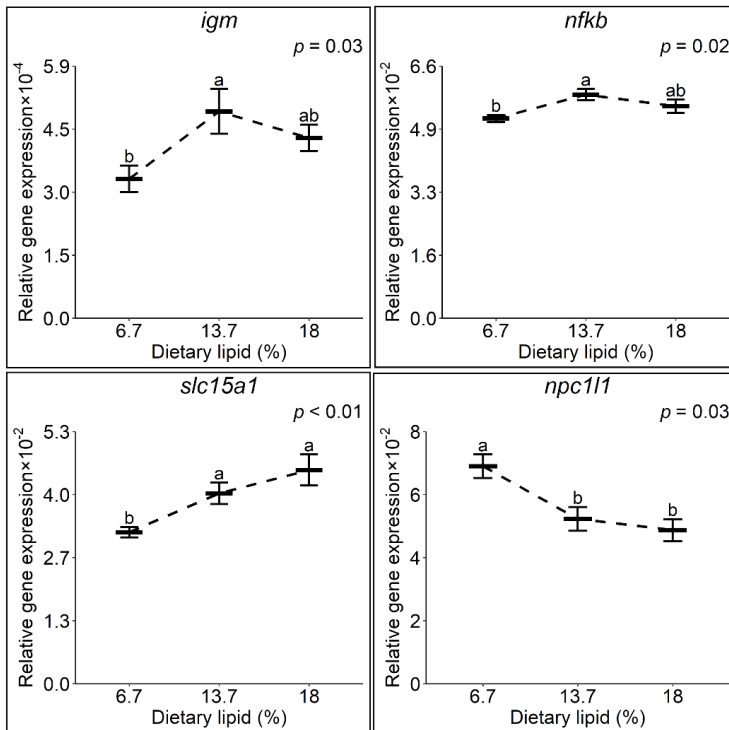 igm
p = 0.03
Relative gene expression×10⁻⁴
5.9
4.5
3.0
1.5
0.0
b
a
ab
6.7 13.7 18
Dietary lipid (%)
nfkb
p = 0.02
Relative gene expression×10⁻²
6.6
4.9
3.3
1.6
0.0
b
a
ab
6.7 13.7 18
Dietary lipid (%)
slc15a1
p < 0.01
Relative gene expression×10⁻²
5.3
4.0
2.7
1.3
0.0
b
a
a
6.7 13.7 18
Dietary lipid (%)
npc1l1
p = 0.03
Relative gene expression×10⁻²
8
6
4
2
0
a
b
b
6.7 13.7 18
Dietary lipid (%)